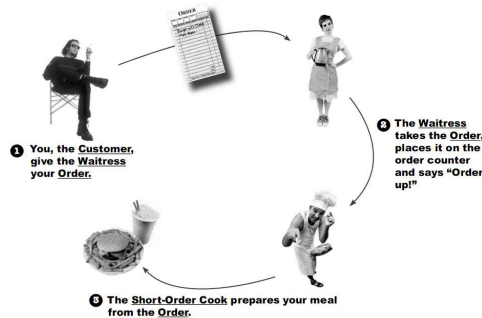 ORDER
❶ You, the Customer,
give the Waitress
your Order.
❷ The Waitress
takes the Order,
places it on the
order counter
and says “Order
up!”
❸ The Short-Order Cook prepares your meal
from the Order.